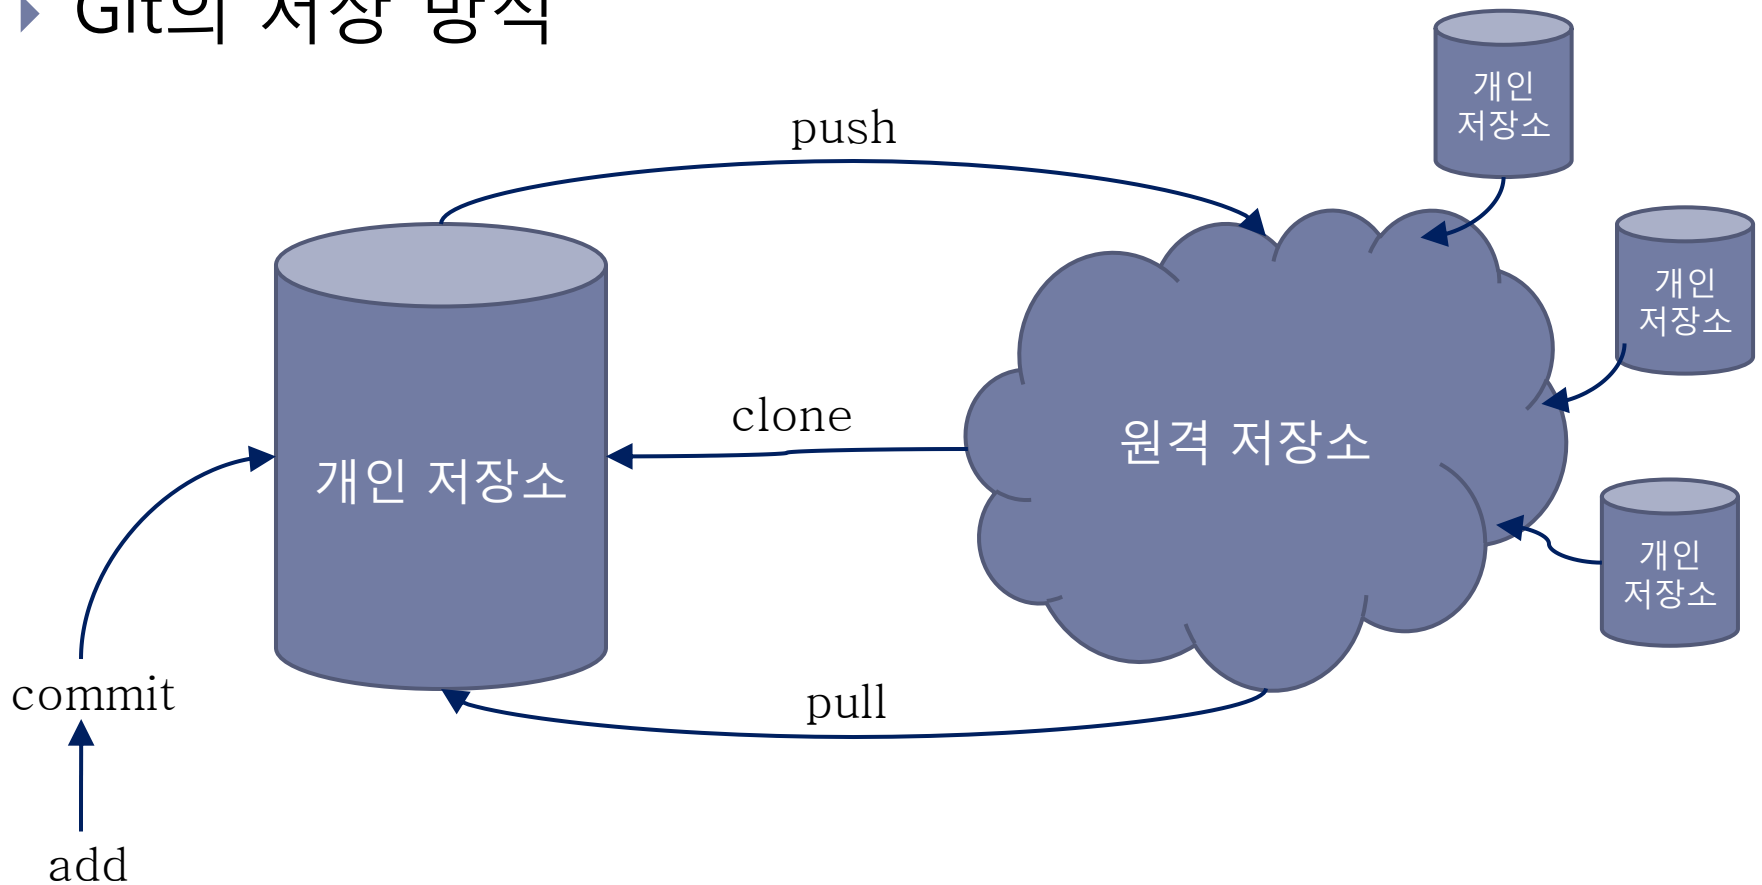 Git의 저장 방식
개인
저장소
push
개인
저장소
clone
원격 저장소
개인 저장소
개인
저장소
commit
pull
add